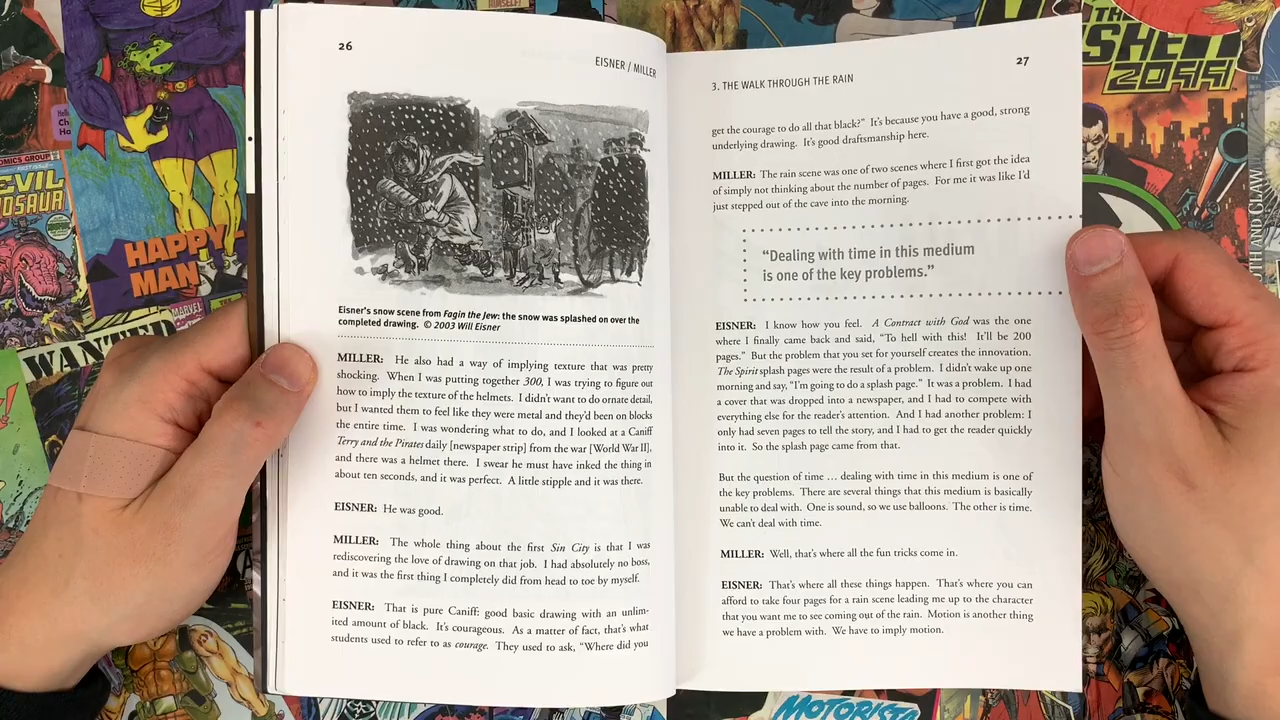 26
EISNER / MILLER
Eisner's snow scene from Fagin the Jew: the snow was splashed on over the
completed drawing. © 2003 Will Eisner
MILLER: He also had a way of implying texture that was pretty
shocking. When I was putting together 300, I was trying to figure out
how to imply the texture of the helmets. I didn't want to do ornate detail,
but I wanted them to feel like they were metal and they'd been on blocks
the entire time. I was wondering what to do, and I looked at a Caniff
Terry and the Pirates daily [newspaper strip] from the war [World War II],
and there was a helmet there. I swear he must have inked the thing in
about ten seconds, and it was perfect. A little stipple and it was there.
EISNER: He was good.
MILLER: The whole thing about the first Sin City is that I was
rediscovering the love of drawing on that job. I had absolutely no boss,
and it was the first thing I completely did from head to toe by myself.
EISNER: That is pure Caniff: good basic drawing with an unlim-
ited amount of black. It's courageous. As a matter of fact, that's what
students used to refer to as courage. They used to ask, “Where did you
27
3. THE WALK THROUGH THE RAIN
get the courage to do all that black?” It's because you have a good, strong
underlying drawing. It's good draftsmanship here.
MILLER: The rain scene was one of two scenes where I first got the idea
of simply not thinking about the number of pages. For me it was like I'd
just stepped out of the cave into the morning.
“Dealing with time in this medium
is one of the key problems.”
EISNER: I know how you feel. A Contract with God was the one
where I finally came back and said, “To hell with this! It'll be 200
pages.” But the problem that you set for yourself creates the innovation.
The Spirit splash pages were the result of a problem. I didn't wake up one
morning and say, “I'm going to do a splash page.” It was a problem. I had
a cover that was dropped into a newspaper, and I had to compete with
everything else for the reader's attention. And I had another problem: I
only had seven pages to tell the story, and I had to get the reader quickly
into it. So the splash page came from that.
But the question of time … dealing with time in this medium is one of
the key problems. There are several things that this medium is basically
unable to deal with. One is sound, so we use balloons. The other is time.
We can't deal with time.
MILLER: Well, that's where all the fun tricks come in.
EISNER: That's where all these things happen. That's where you can
afford to take four pages for a rain scene leading me up to the character
that you want me to see coming out of the rain. Motion is another thing
we have a problem with. We have to imply motion.
HAPPY
MAN
COMICS GROUP
WANTED
MARVEL
THE
2099
MOTORISTA